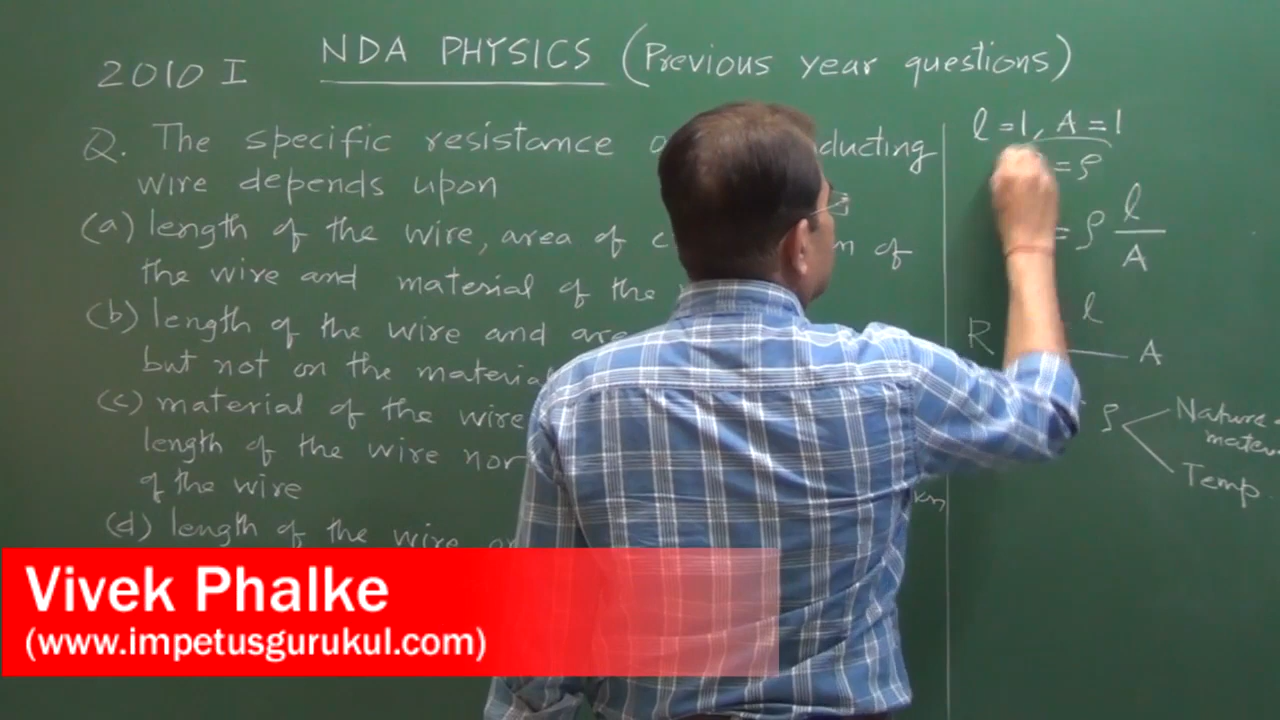 2010 I
NDA PHYSICS (Previous year questions)
Q. The specific resistance ducting
wire depends upon
(a) length of the wire, area of of
the wire and material of the
(b) length of the wire and
but not on the
(c) material of the wire
length of the wire nor
of the wire
(d) length of the wire
l = 1, A = 1
= ρ
= ρ l
A
l
R A
ρ
Nature
Temp
Vivek Phalke
(www.impetusgurukul.com)